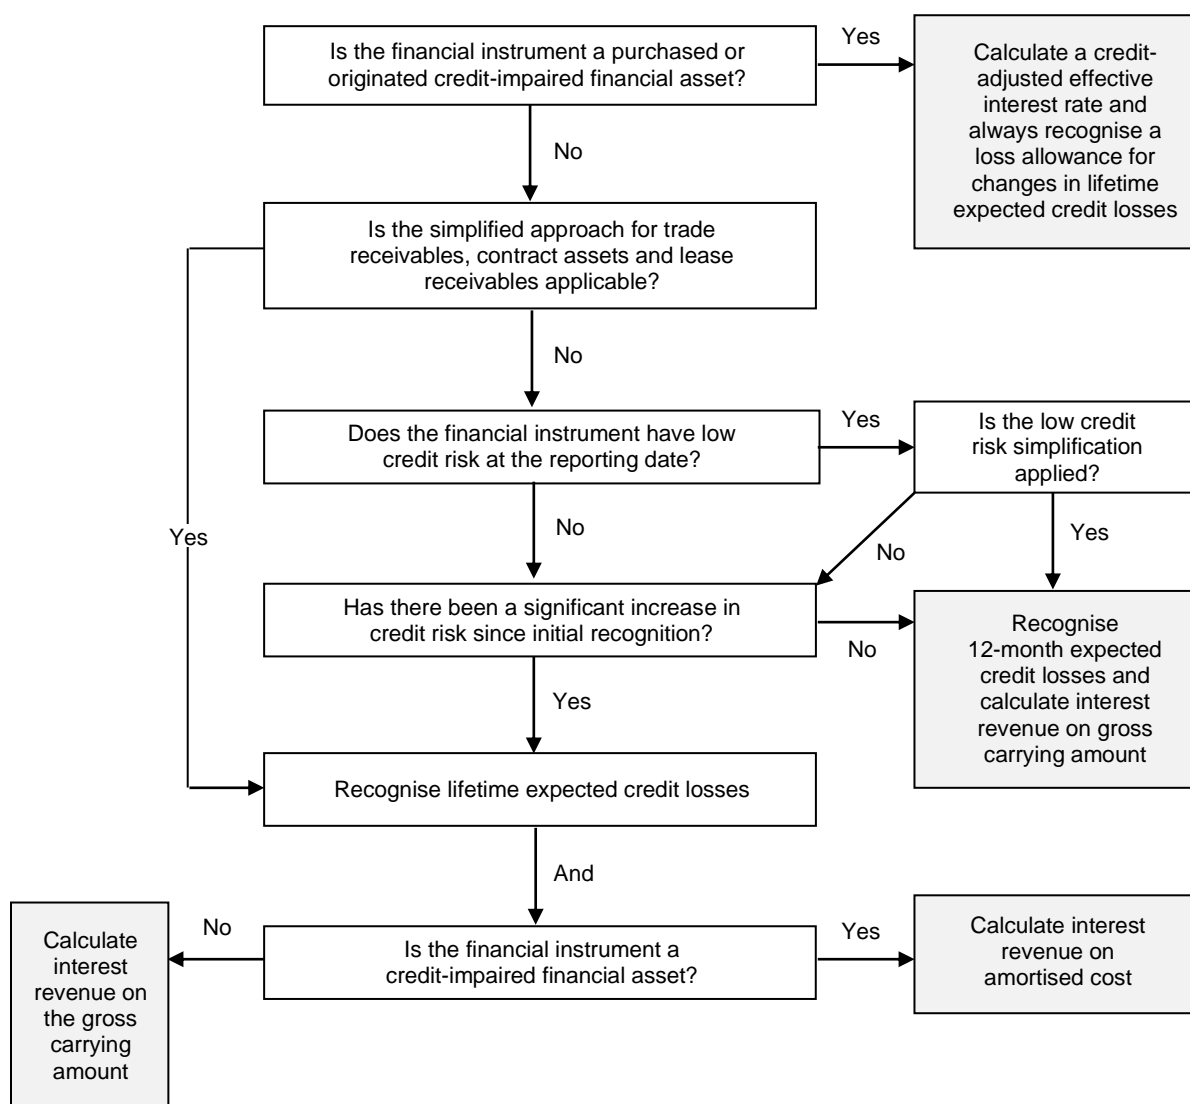 Is the financial instrument a purchased or
originated credit-impaired financial asset?
Yes
Calculate a credit-
adjusted effective
interest rate and
always recognise a
loss allowance for
changes in lifetime
expected credit losses
No
Is the simplified approach for trade
receivables, contract assets and lease
receivables applicable?
No
Does the financial instrument have low
credit risk at the reporting date?
Yes
Is the low credit
risk simplification
applied?
Yes
No
No
Yes
Has there been a significant increase in
credit risk since initial recognition?
No
Recognise
12-month expected
credit losses and
calculate interest
revenue on gross
carrying amount
Yes
Recognise lifetime expected credit losses
And
No
Calculate
interest
revenue on
the gross
carrying
amount
Is the financial instrument a
credit-impaired financial asset?
Yes
Calculate interest
revenue on
amortised cost